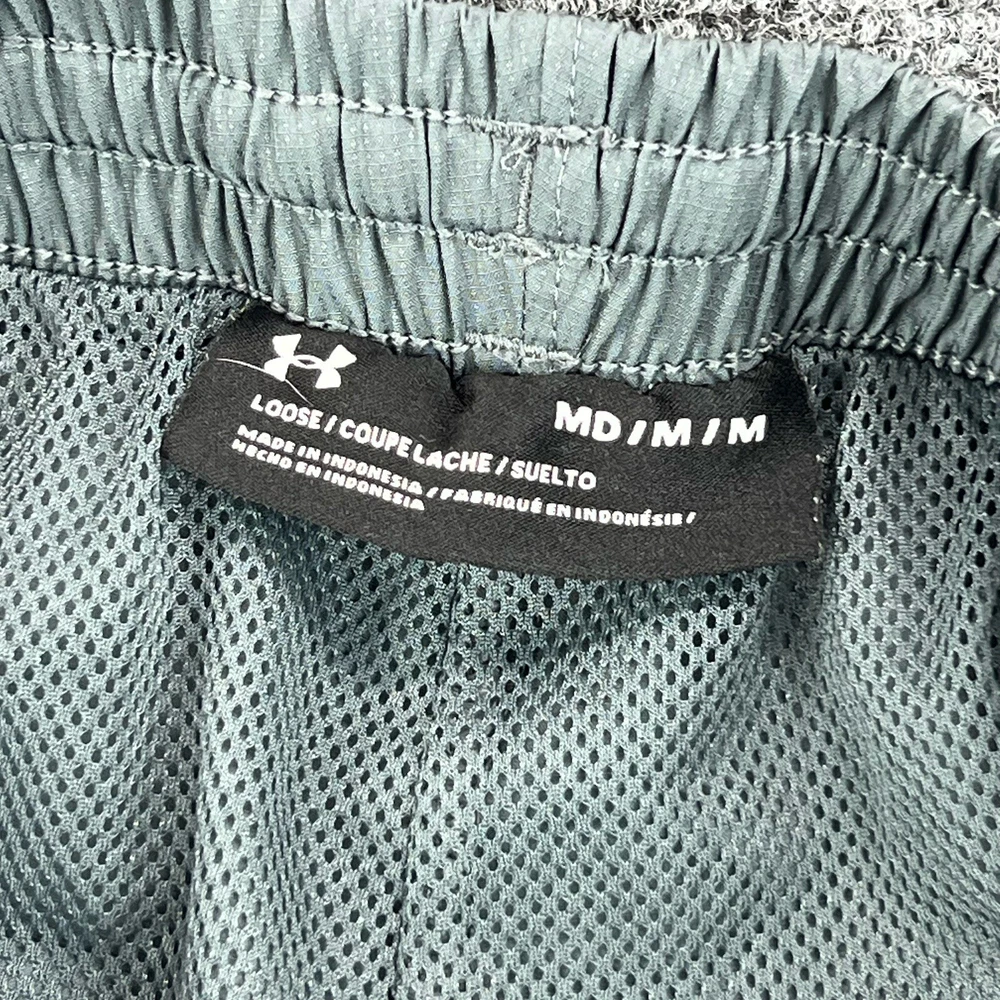 MD / M / M
LOOSE / COUPE LACHE / SUELTO
MADE IN INDONESIA / FABRIQUÉ EN INDONÉSIE /
HECHO EN INDONESIA